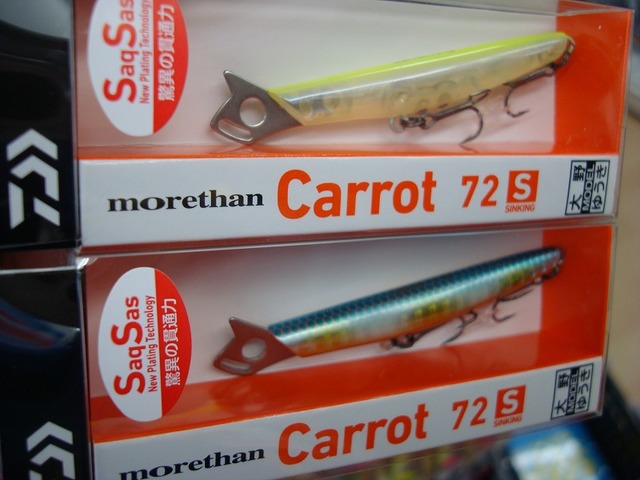 SaqSas
New Plating Technology
驚異の貫通力
morethan Carrot 72 S
SINKING
大野
MODEL
ゆうき
SaqSas
New Plating Technology
驚異の貫通力
morethan Carrot 72 S
SINKING
大野
MODEL
ゆうき